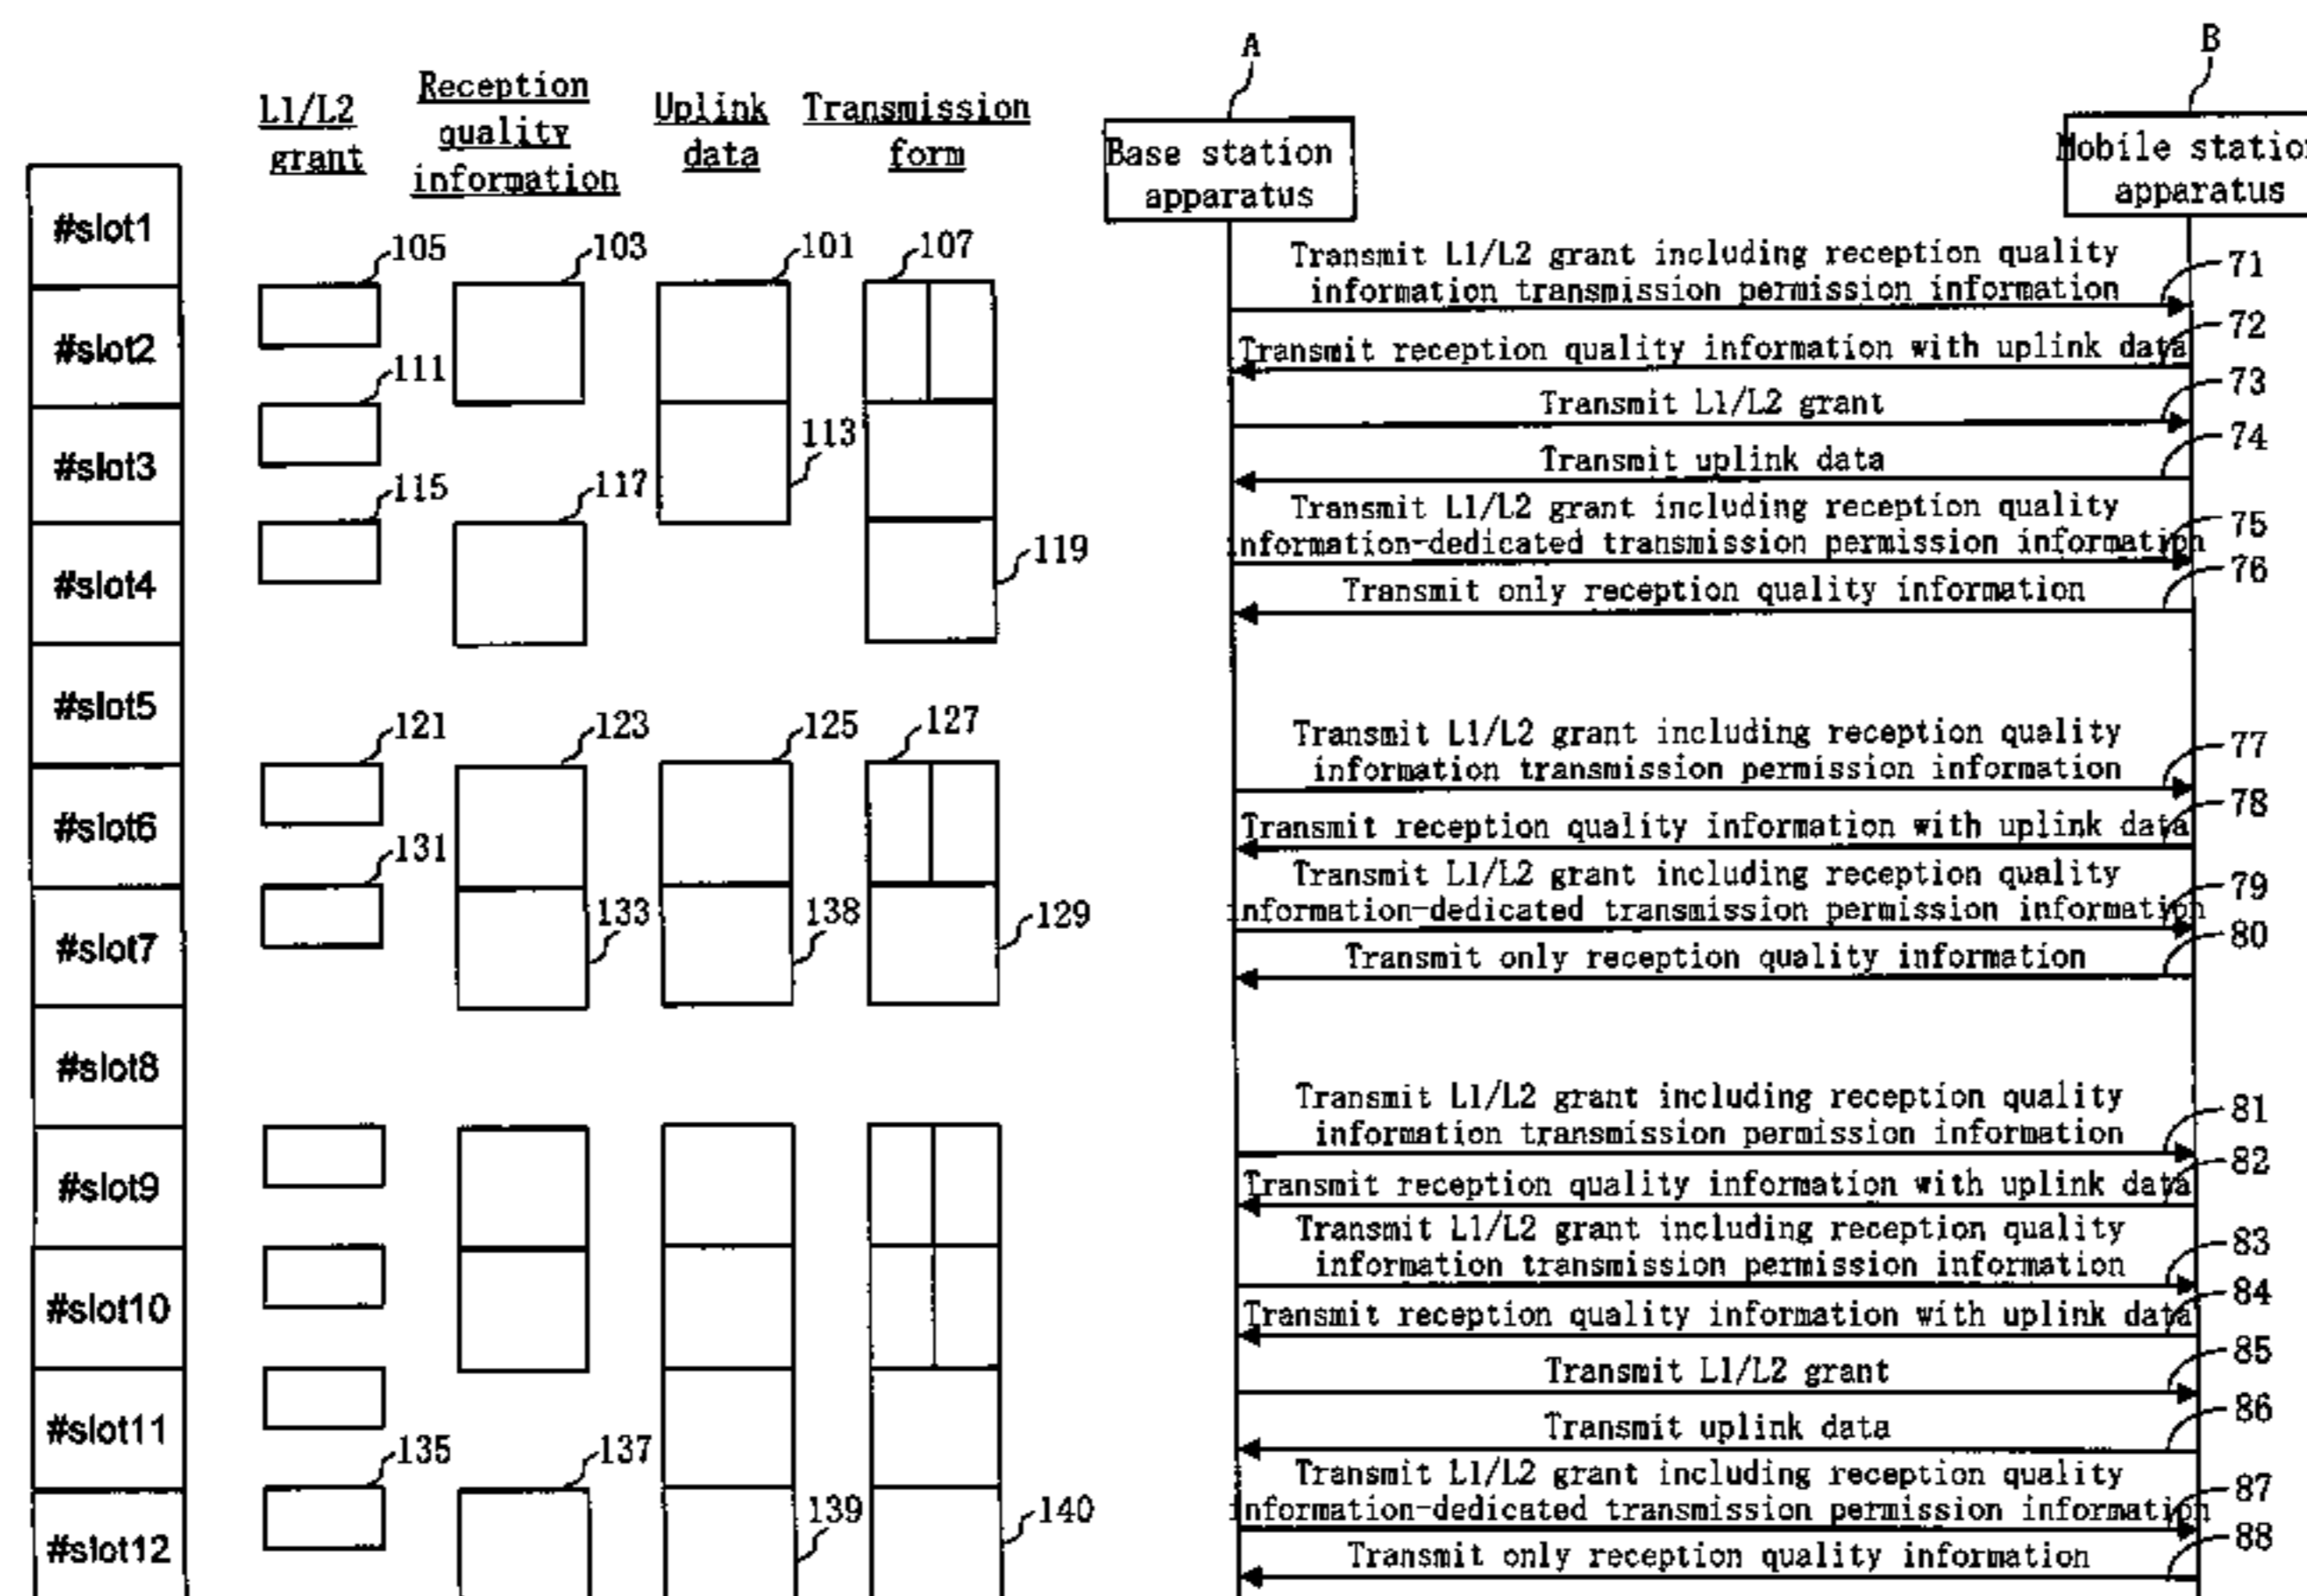 A
B
L1/L2
grant
Reception
quality
information
Uplink
data
Transmission
form
Base station
apparatus
Mobile station
apparatus
#slot1
#slot2
#slot3
#slot4
#slot5
#slot6
#slot7
#slot8
#slot9
#slot10
#slot11
#slot12
105
103
101
107
111
113
115
117
119
121
123
125
127
131
133
138
129
135
137
139
140
Transmit L1/L2 grant including reception quality
information transmission permission information
71
Transmit reception quality information with uplink data
72
Transmit L1/L2 grant
73
Transmit uplink data
74
Transmit L1/L2 grant including reception quality
information-dedicated transmission permission information
75
Transmit only reception quality information
76
Transmit L1/L2 grant including reception quality
information transmission permission information
77
Transmit reception quality information with uplink data
78
Transmit L1/L2 grant including reception quality
information-dedicated transmission permission information
79
Transmit only reception quality information
80
Transmit L1/L2 grant including reception quality
information transmission permission information
81
Transmit reception quality information with uplink data
82
Transmit L1/L2 grant including reception quality
information transmission permission information
83
Transmit reception quality information with uplink data
84
Transmit L1/L2 grant
85
Transmit uplink data
86
Transmit L1/L2 grant including reception quality
information-dedicated transmission permission information
87
Transmit only reception quality information
88